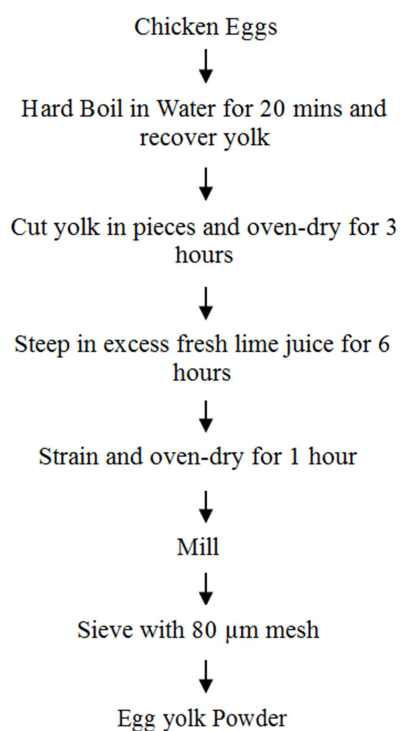 Chicken Eggs
Hard Boil in Water for 20 mins and
recover yolk
Cut yolk in pieces and oven-dry for 3
hours
Steep in excess fresh lime juice for 6
hours
Strain and oven-dry for 1 hour
Mill
Sieve with 80 µm mesh
Egg yolk Powder